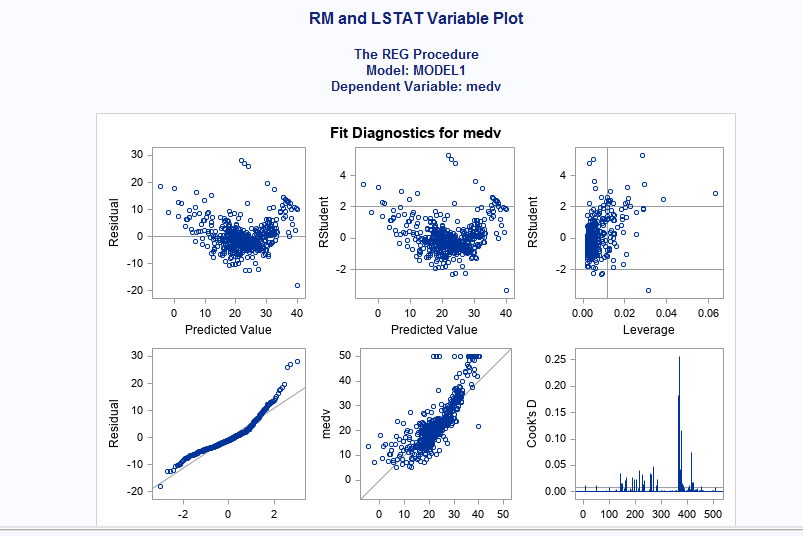 RM and LSTAT Variable Plot
The REG Procedure
Model: MODEL1
Dependent Variable: medv
Fit Diagnostics for medv
30
20
10
0
-10
-20
Residual
0 10 20 30 40
Predicted Value
4
2
0
-2
RStudent
0 10 20 30 40
Predicted Value
4
2
0
-2
RStudent
0.00 0.02 0.04 0.06
Leverage
30
20
10
0
-10
-20
Residual
-2 0 2
50
40
30
20
10
0
medv
0 10 20 30 40 50
0.25
0.20
0.15
0.10
0.05
0.00
Cook's D
0 100 200 300 400 500